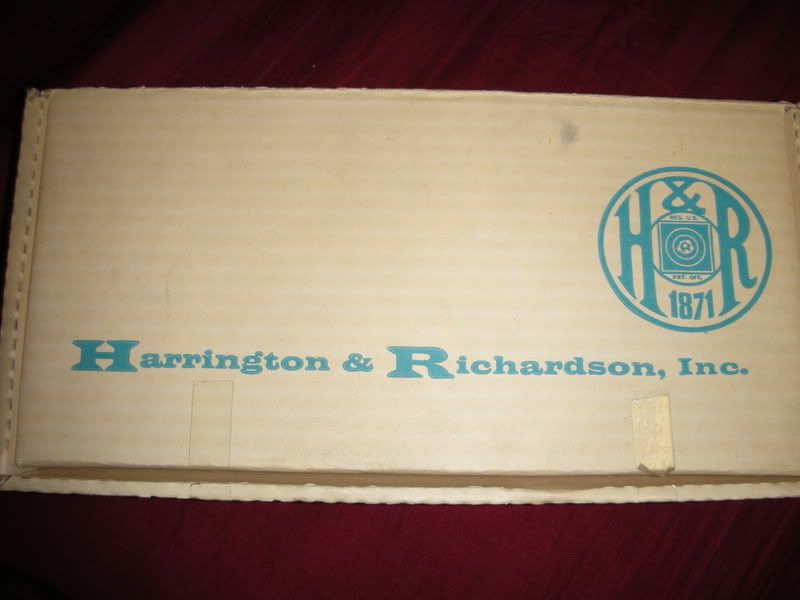 H&R
REG. U.S.
PAT. OFF.
1871
Harrington & Richardson, Inc.